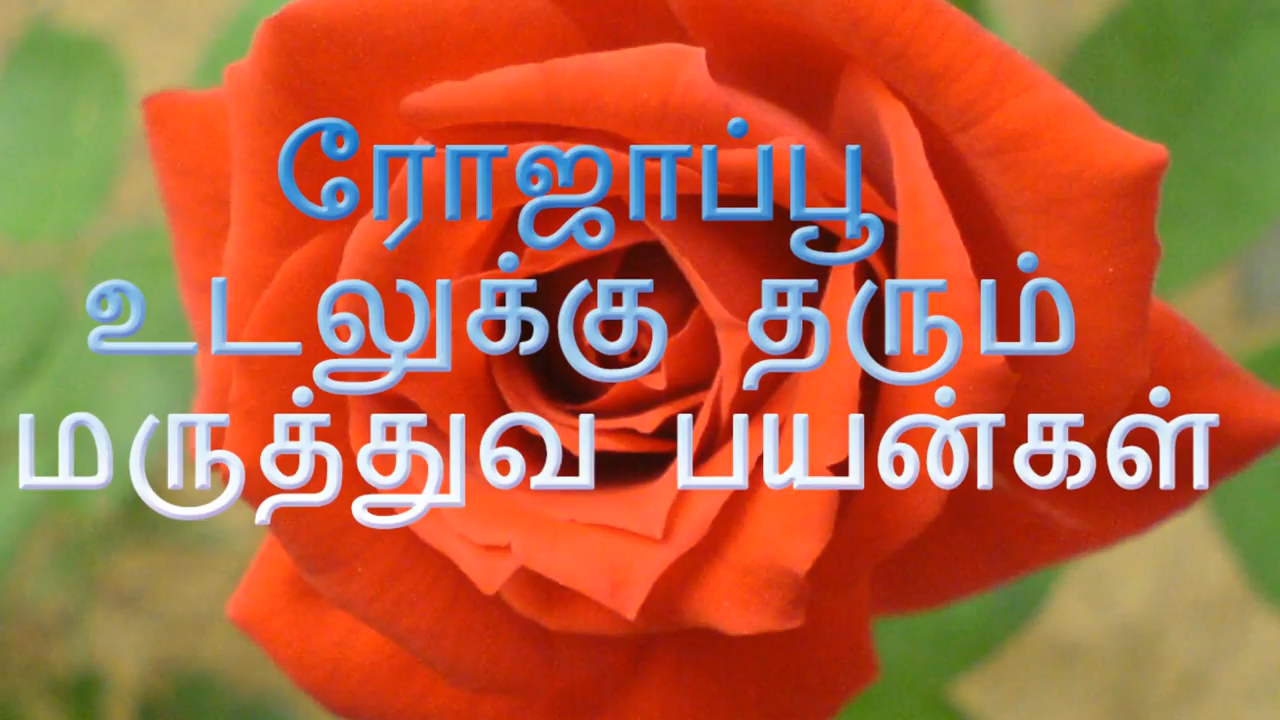 ரோஜாப்பூ
உடலுக்கு தரும்
மருத்துவ பயன்கள்